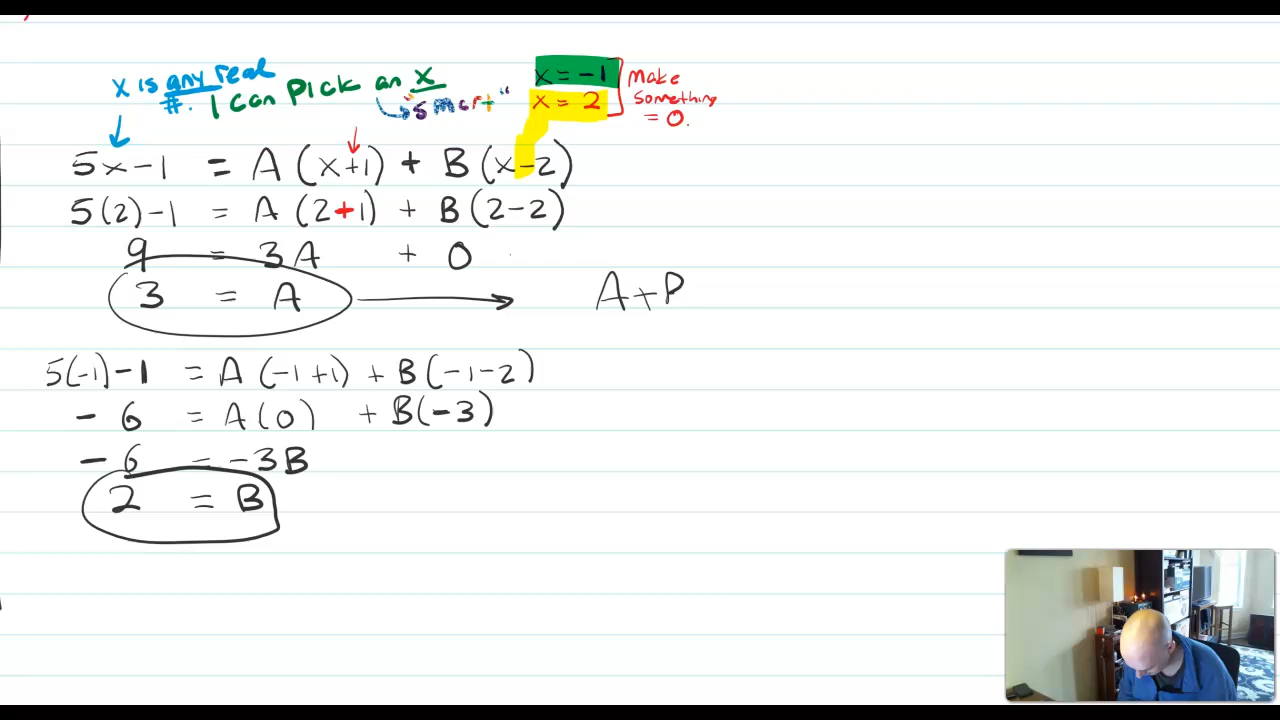 x is any real #.
I can pick an x
"smart"
x = -1
x = 2
Make something = 0.
5x - 1 = A (x+1) + B (x-2)
5(2) - 1 = A (2+1) + B (2-2)
9 = 3A + 0
3 = A
A+P
5(-1) - 1 = A (-1+1) + B (-1-2)
- 6 = A(0) + B(-3)
- 6 = -3B
2 = B